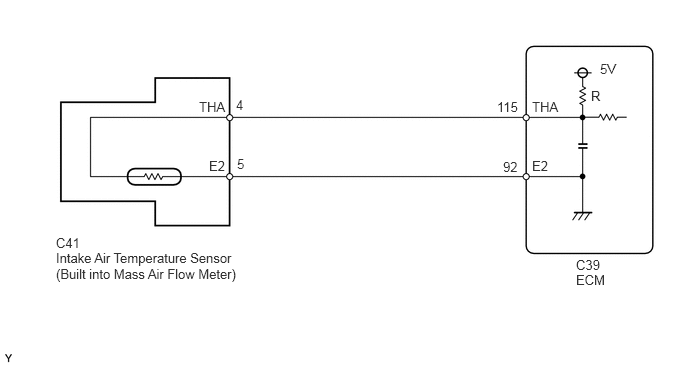 5V
R
THA 4
115 THA
E2 5
92 E2
C41
Intake Air Temperature Sensor
(Built into Mass Air Flow Meter)
C39
ECM
Y